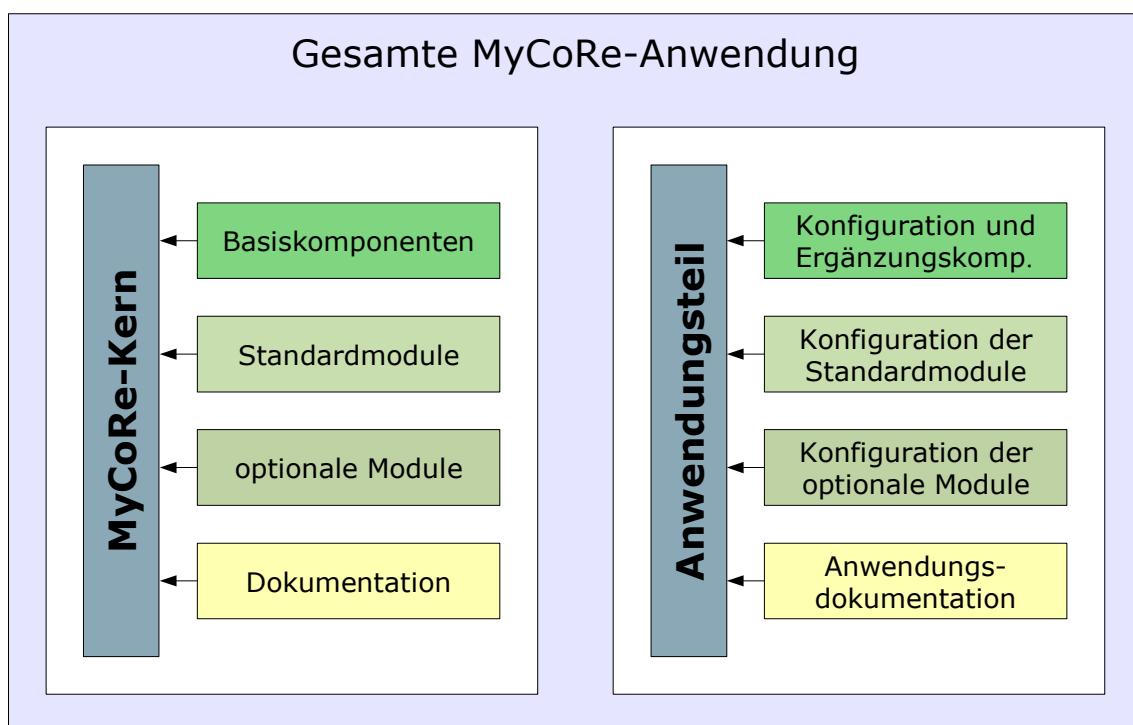 Gesamte MyCoRe-Anwendung
MyCoRe-Kern
Basiskomponenten
Standardmodule
optionale Module
Dokumentation
Anwendungsteil
Konfiguration und
Ergänzungskomp.
Konfiguration der
Standardmodule
Konfiguration der
optionale Module
Anwendungs-
dokumentation